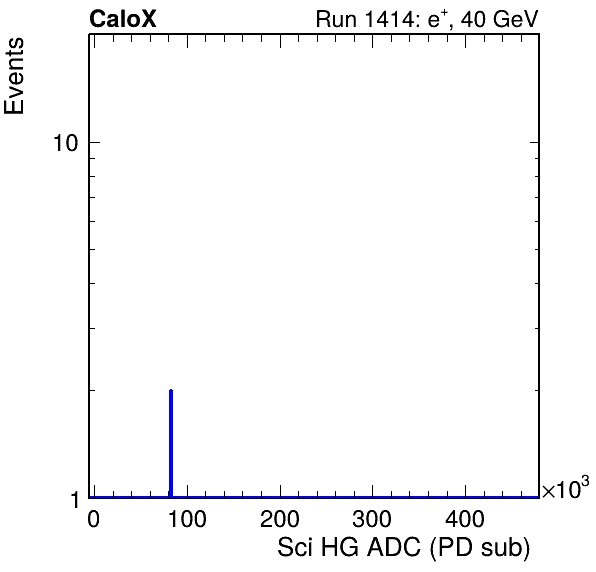 CaloX Run 1414: e⁺, 40 GeV
Events
10
1
×10³
0 100 200 300 400
Sci HG ADC (PD sub)